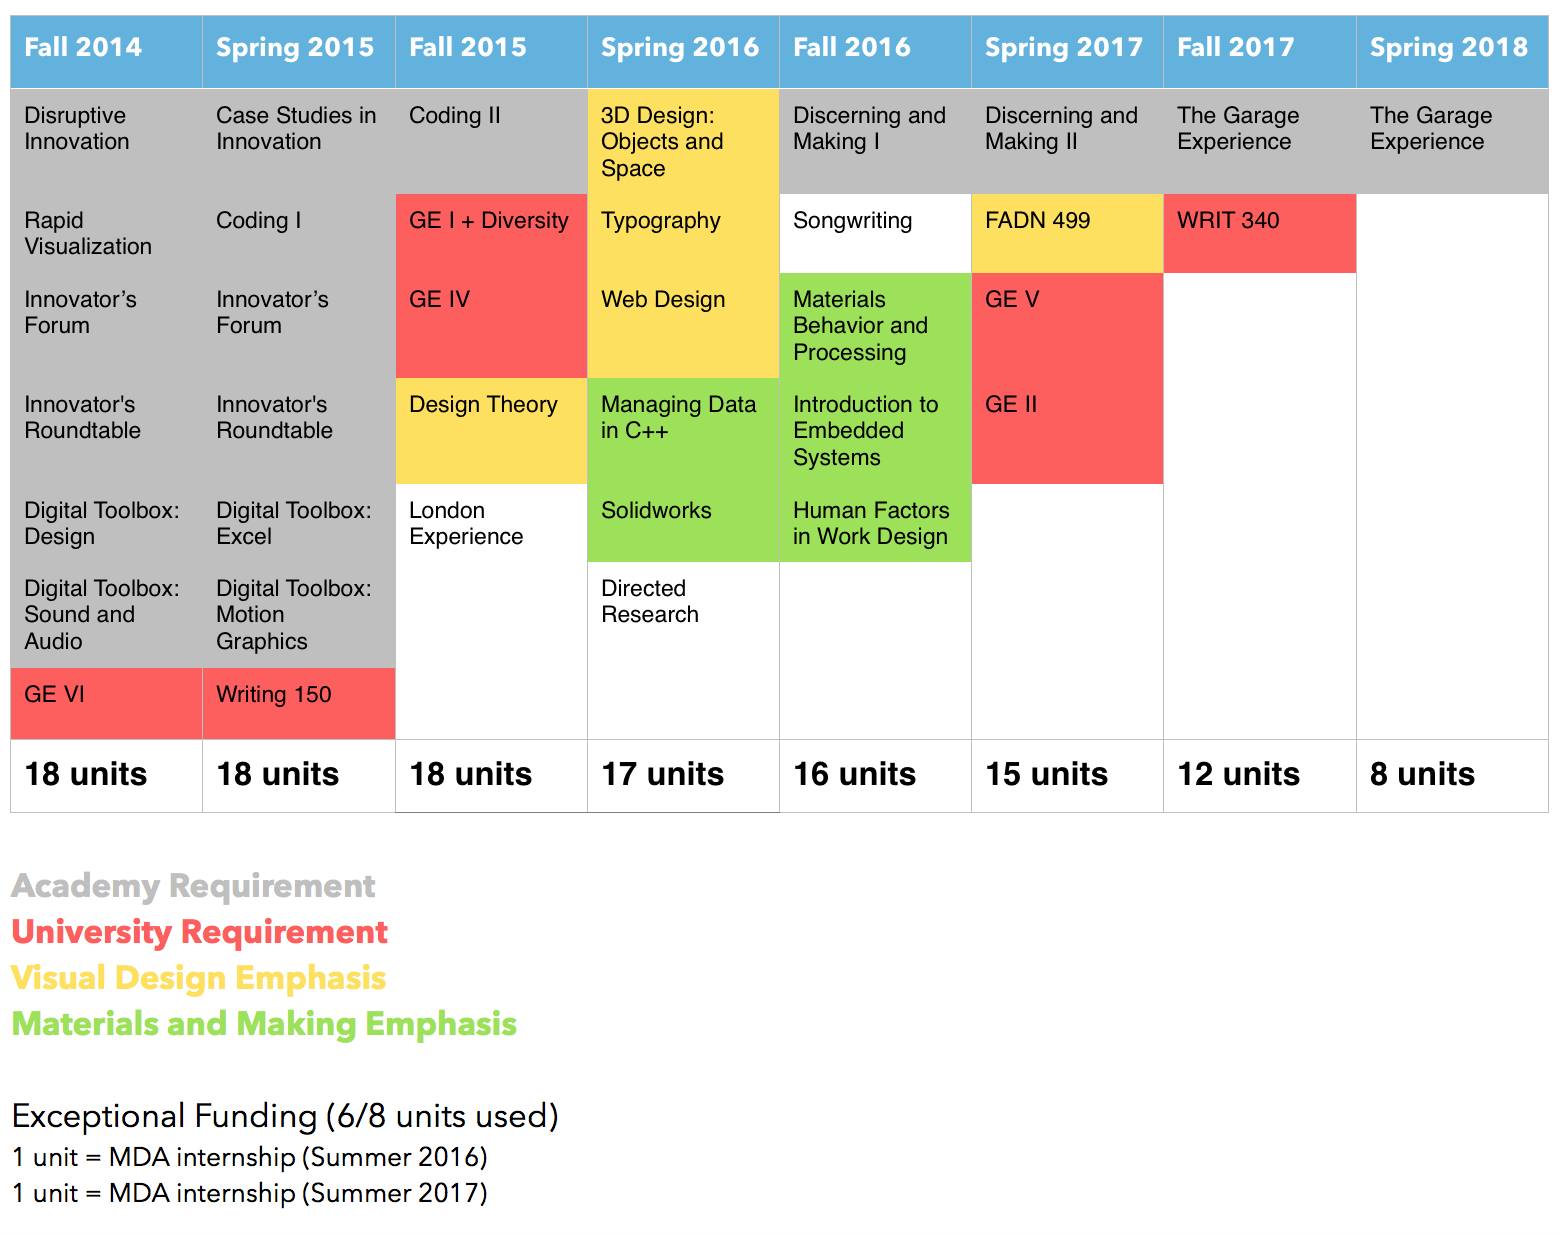 Fall 2014 Spring 2015 Fall 2015 Spring 2016 Fall 2016 Spring 2017 Fall 2017 Spring 2018
Disruptive Case Studies in Coding II 3D Design: Discerning and Discerning and The Garage The Garage
Innovation Innovation Objects and Making I Making II Experience Experience
Space
Rapid Coding I GE I + Diversity Typography Songwriting FADN 499 WRIT 340
Visualization
Innovator’s Innovator’s GE IV Web Design Materials GE V
Forum Forum Behavior and
Processing
Innovator's Innovator's Design Theory Managing Data Introduction to GE II
Roundtable Roundtable in C++ Embedded
Systems
Digital Toolbox: Digital Toolbox: London Solidworks Human Factors
Design Excel Experience in Work Design
Digital Toolbox: Digital Toolbox: Directed
Sound and Motion Research
Audio Graphics
GE VI Writing 150
18 units 18 units 18 units 17 units 16 units 15 units 12 units 8 units
Academy Requirement
University Requirement
Visual Design Emphasis
Materials and Making Emphasis
Exceptional Funding (6/8 units used)
1 unit = MDA internship (Summer 2016)
1 unit = MDA internship (Summer 2017)